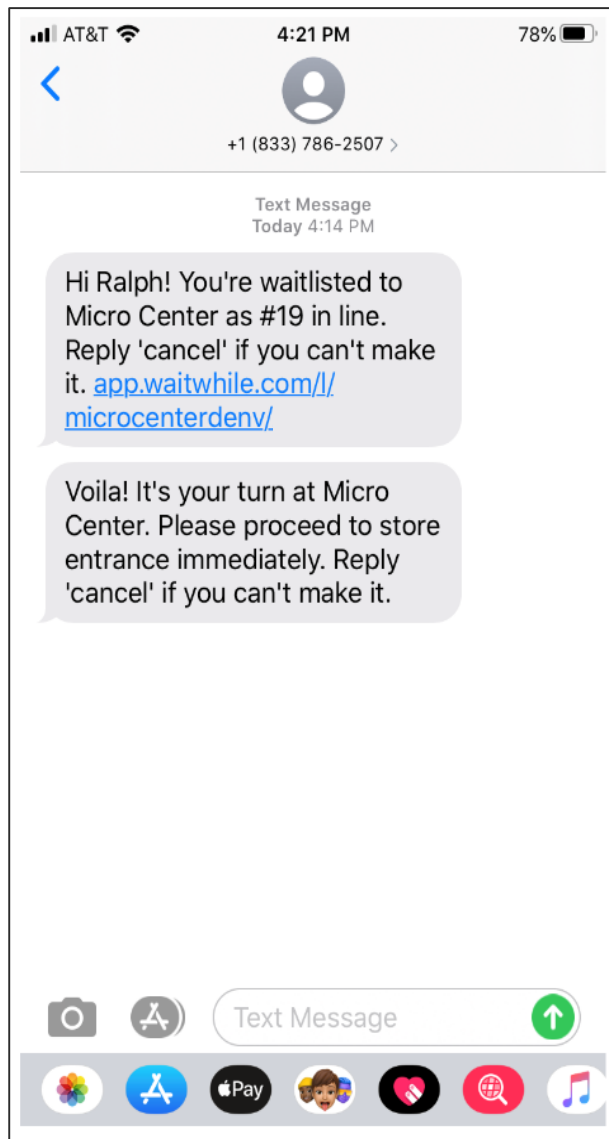 AT&T 4:21 PM 78%
+1 (833) 786-2507 >
Text Message
Today 4:14 PM
Hi Ralph! You're waitlisted to
Micro Center as #19 in line.
Reply 'cancel' if you can't make
it. app.waitwhile.com/l/
microcenterdenv/
Voila! It's your turn at Micro
Center. Please proceed to store
entrance immediately. Reply
'cancel' if you can't make it.
Text Message
Pay